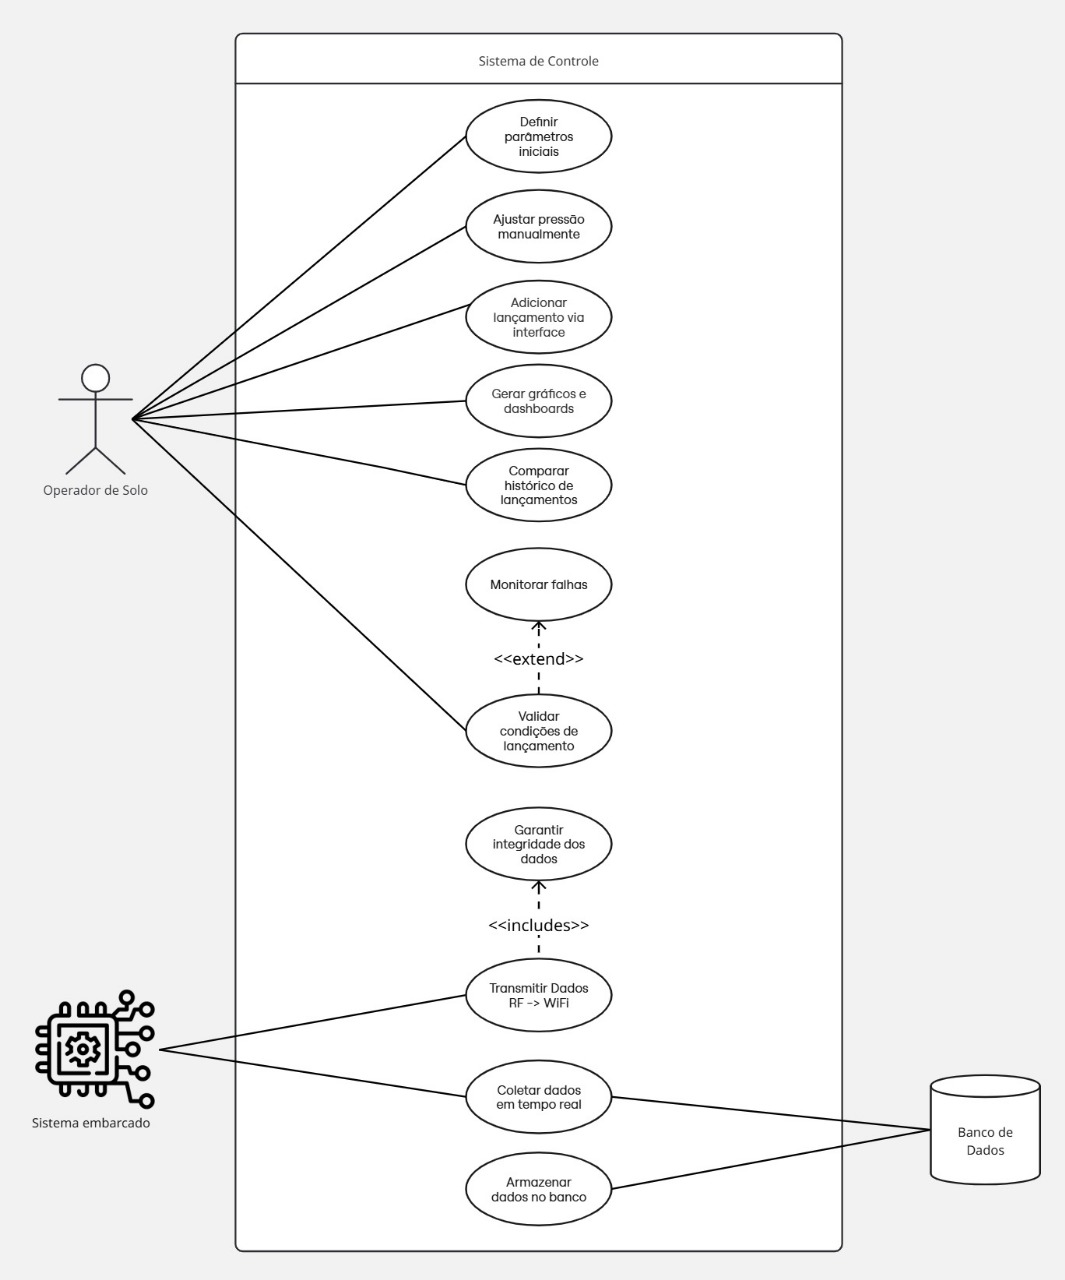 Sistema de Controle
Definir
parâmetros
iniciais
Ajustar pressão
manualmente
Adicionar
lançamento via
interface
Gerar gráficos e
dashboards
Comparar
histórico de
lançamentos
Operador de Solo
Monitorar falhas
<<extend>>
Validar
condições de
lançamento
Garantir
integridade dos
dados
<<includes>>
Transmitir Dados
RF -> WiFi
Coletar dados
em tempo real
Sistema embarcado
Banco de
Dados
Armazenar
dados no banco